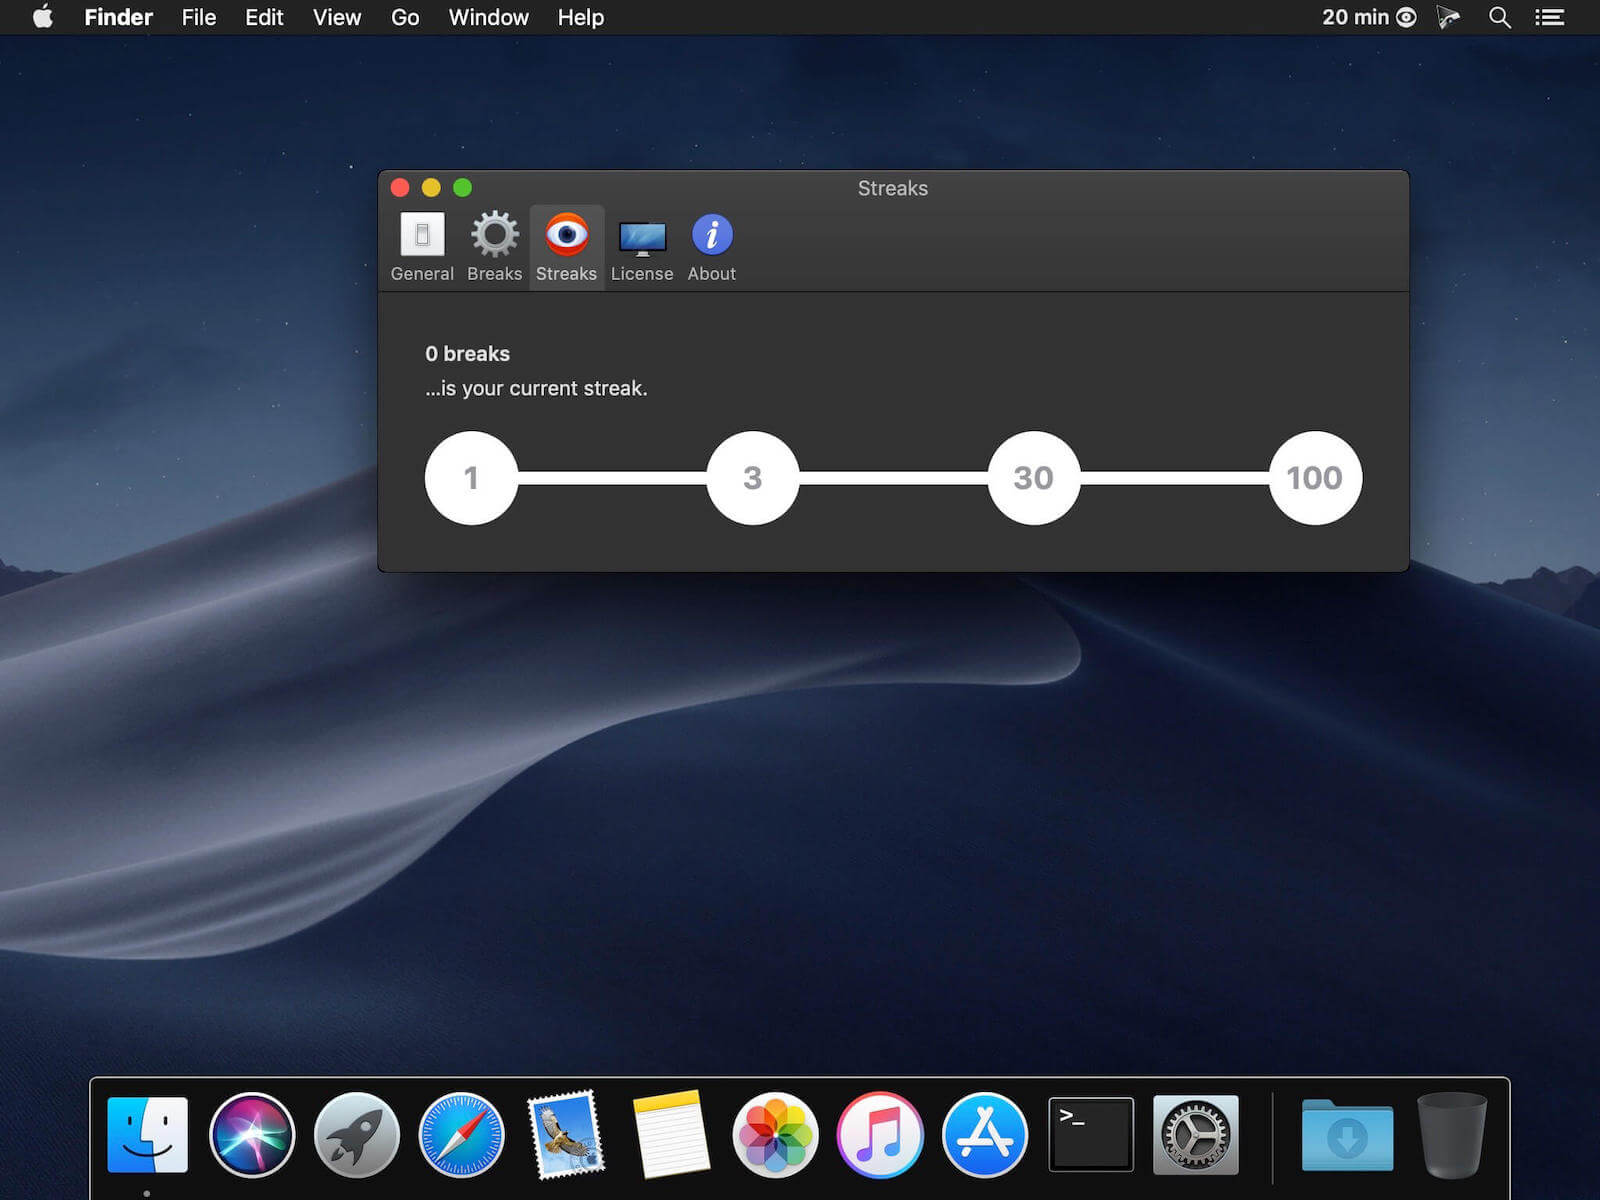 Finder File Edit View Go Window Help 20 min
Streaks
General Breaks Streaks License About
0 breaks
...is your current streak.
1 3 30 100
>_